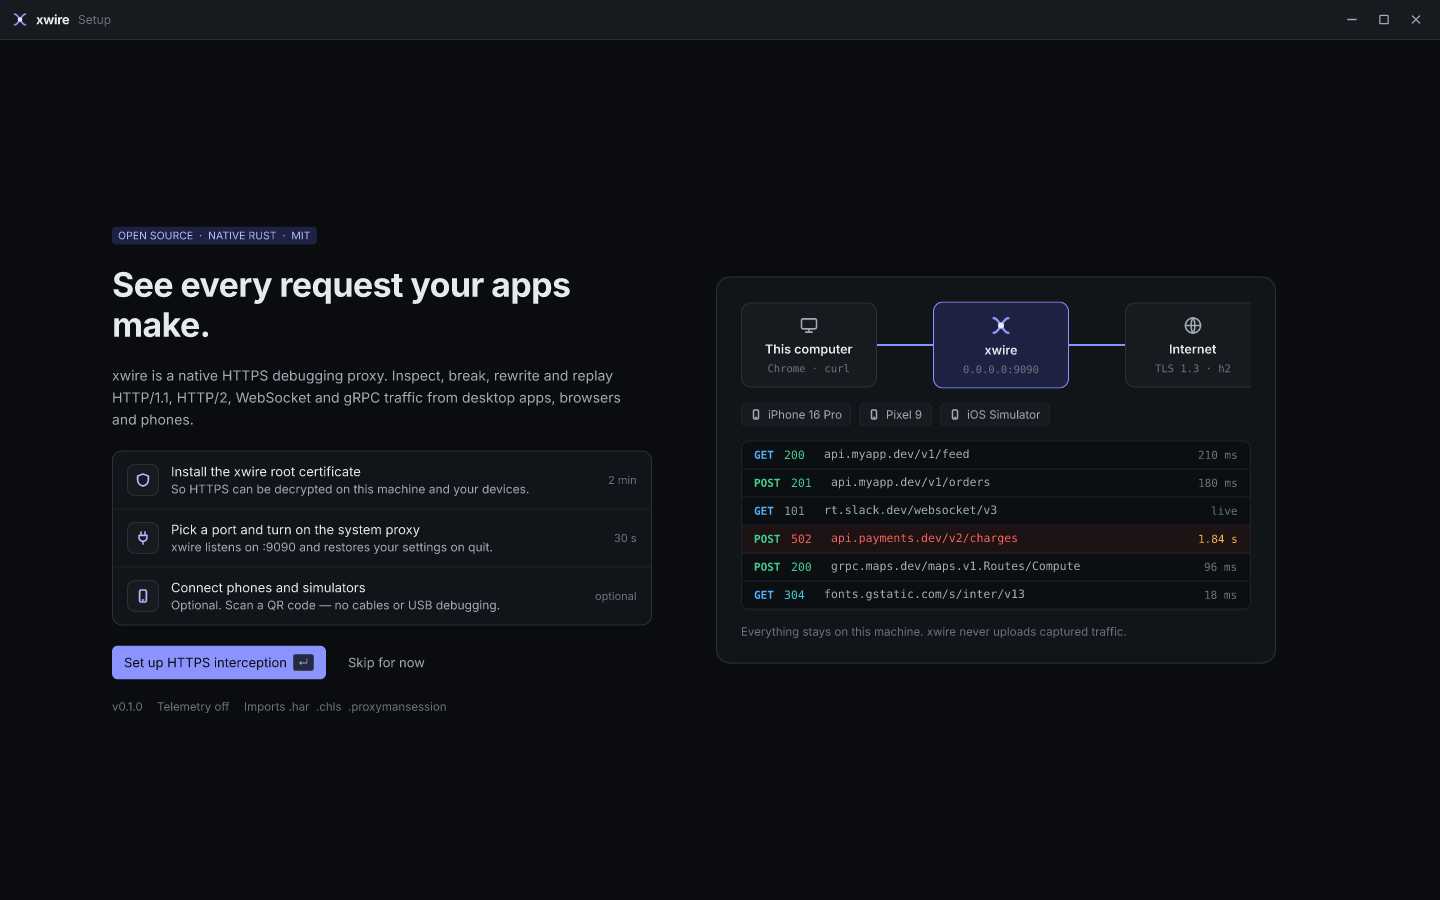 xwire Setup
OPEN SOURCE · NATIVE RUST · MIT
See every request your apps
make.
xwire is a native HTTPS debugging proxy. Inspect, break, rewrite and replay
HTTP/1.1, HTTP/2, WebSocket and gRPC traffic from desktop apps, browsers
and phones.
Install the xwire root certificate
So HTTPS can be decrypted on this machine and your devices.
2 min
Pick a port and turn on the system proxy
xwire listens on :9090 and restores your settings on quit.
30 s
Connect phones and simulators
Optional. Scan a QR code — no cables or USB debugging.
optional
Set up HTTPS interception
Skip for now
v0.1.0 Telemetry off Imports .har .chls .proxymansession
This computer
Chrome · curl
xwire
0.0.0.0:9090
Internet
TLS 1.3 · h2
iPhone 16 Pro
Pixel 9
iOS Simulator
GET 200 api.myapp.dev/v1/feed 210 ms
POST 201 api.myapp.dev/v1/orders 180 ms
GET 101 rt.slack.dev/websocket/v3 live
POST 502 api.payments.dev/v2/charges 1.84 s
POST 200 grpc.maps.dev/maps.v1.Routes/Compute 96 ms
GET 304 fonts.gstatic.com/s/inter/v13 18 ms
Everything stays on this machine. xwire never uploads captured traffic.